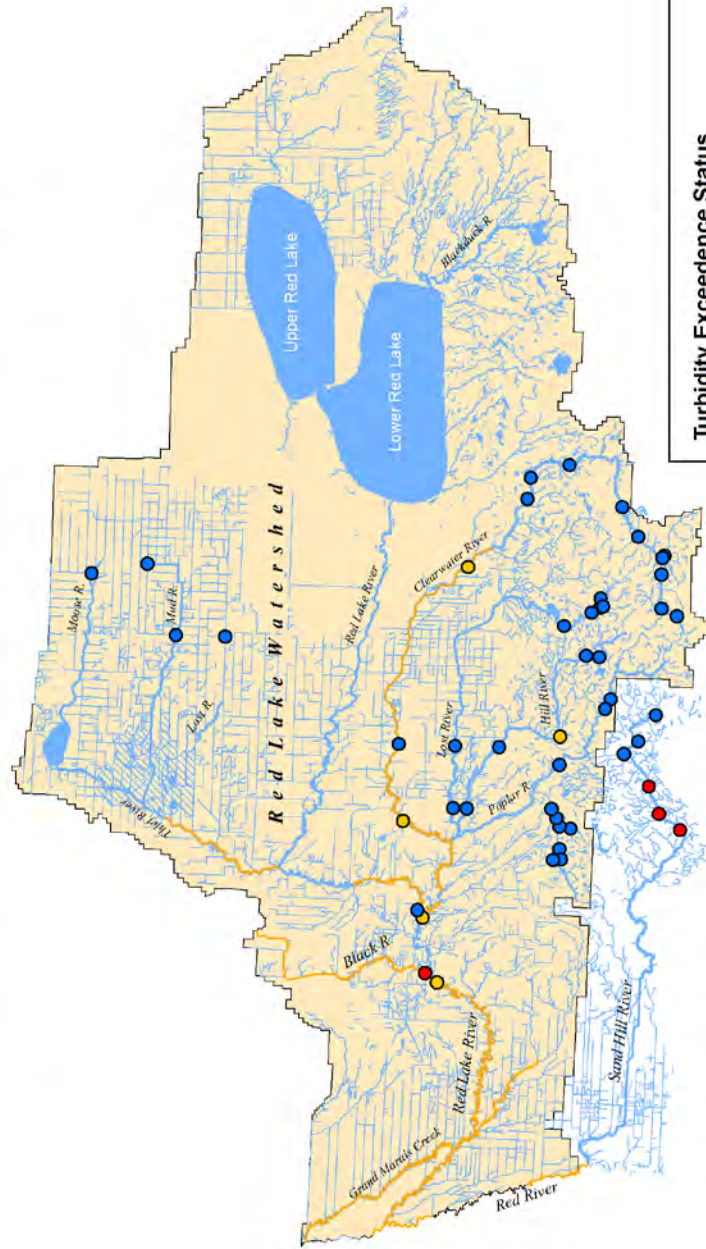 Moose R.
Mud R.
Lost R.
Thief River
Red Lake Watershed
Upper Red Lake
Lower Red Lake
Blackduck R.
Red Lake River
Clearwater River
Lost River
Hill River
Poplar R.
Black R.
Red Lake River
Grand Marais Creek
Red River
Sand Hill River
Turbidity Exceedence Status